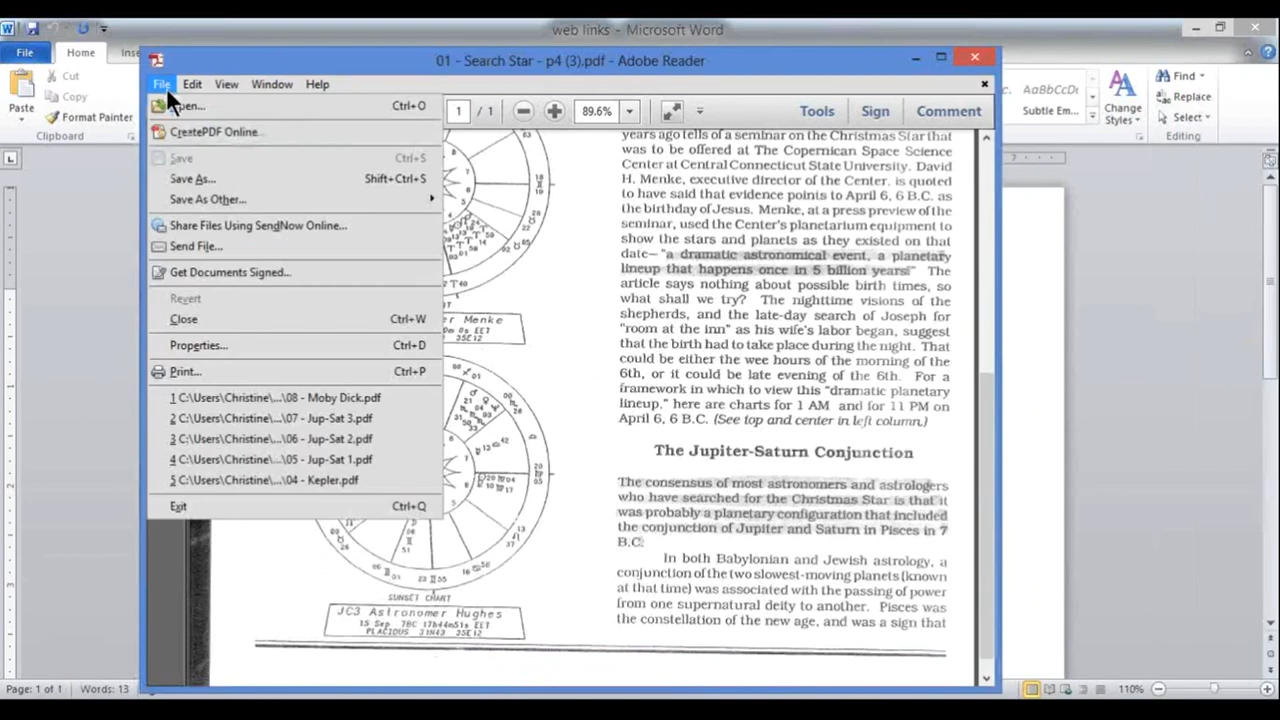 web links - Microsoft Word
File
Home
Cut
Copy
Paste
Format Painter
Clipboard
AaBbCcDc
Change
Styles
Find
Replace
Select
Editing
01 - Search Star - p4 (3).pdf - Adobe Reader
File Edit View Window Help
1 / 1
89.6%
Tools
Sign
Comment
Ctrl+O
CreatePDF Online...
Save Ctrl+S
Save As... Shift+Ctrl+S
Save As Other...
Share Files Using SendNow Online...
Send File...
Get Documents Signed...
Revert
Close Ctrl+W
Properties... Ctrl+D
Print... Ctrl+P
1 C:\Users\Christine\...\08 - Moby Dick.pdf
2 C:\Users\Christine\...\07 - Jup-Sat 3.pdf
3 C:\Users\Christine\...\06 - Jup-Sat 2.pdf
4 C:\Users\Christine\...\05 - Jup-Sat 1.pdf
5 C:\Users\Christine\...\04 - Kepler.pdf
Exit Ctrl+Q
years ago tells of a seminar on the Christmas Star that
was to be offered at The Copernican Space Science
Center at Central Connecticut State University. David
H. Menke, executive director of the Center, is quoted
to have said that evidence points to April 6, 6 B.C. as
the birthday of Jesus. Menke, at a press preview of the
seminar, used the Center's planetarium equipment to
show the stars and planets as they existed on that
date—"a dramatic astronomical event, a planetary
lineup that happens once in 5 billion years!" The
article says nothing about possible birth times, so
what shall we try? The nighttime visions of the
shepherds, and the late-day search of Joseph for
"room at the inn" as his wife's labor began, suggest
that the birth had to take place during the night. That
could be either the wee hours of the morning of the
6th, or it could be late evening of the 6th. For a
framework in which to view this "dramatic planetary
lineup," here are charts for 1 AM and for 11 PM on
April 6, 6 B.C. (See top and center in left column.)
The Jupiter-Saturn Conjunction
The consensus of most astronomers and astrologers
who have searched for the Christmas Star is that it
was probably a planetary configuration that included
the conjunction of Jupiter and Saturn in Pisces in 7
B.C.
In both Babylonian and Jewish astrology, a
conjunction of the two slowest-moving planets (known
at that time) was associated with the passing of power
from one supernatural deity to another. Pisces was
the constellation of the new age, and was a sign that
Menke
EET
35E12
SUNSET CHART
JC3 Astronomer Hughes
15 Sep 7BC 17h44m51s EET
PLACIDUS 31N43 35E12
Page: 1 of 1
Words: 13
110%